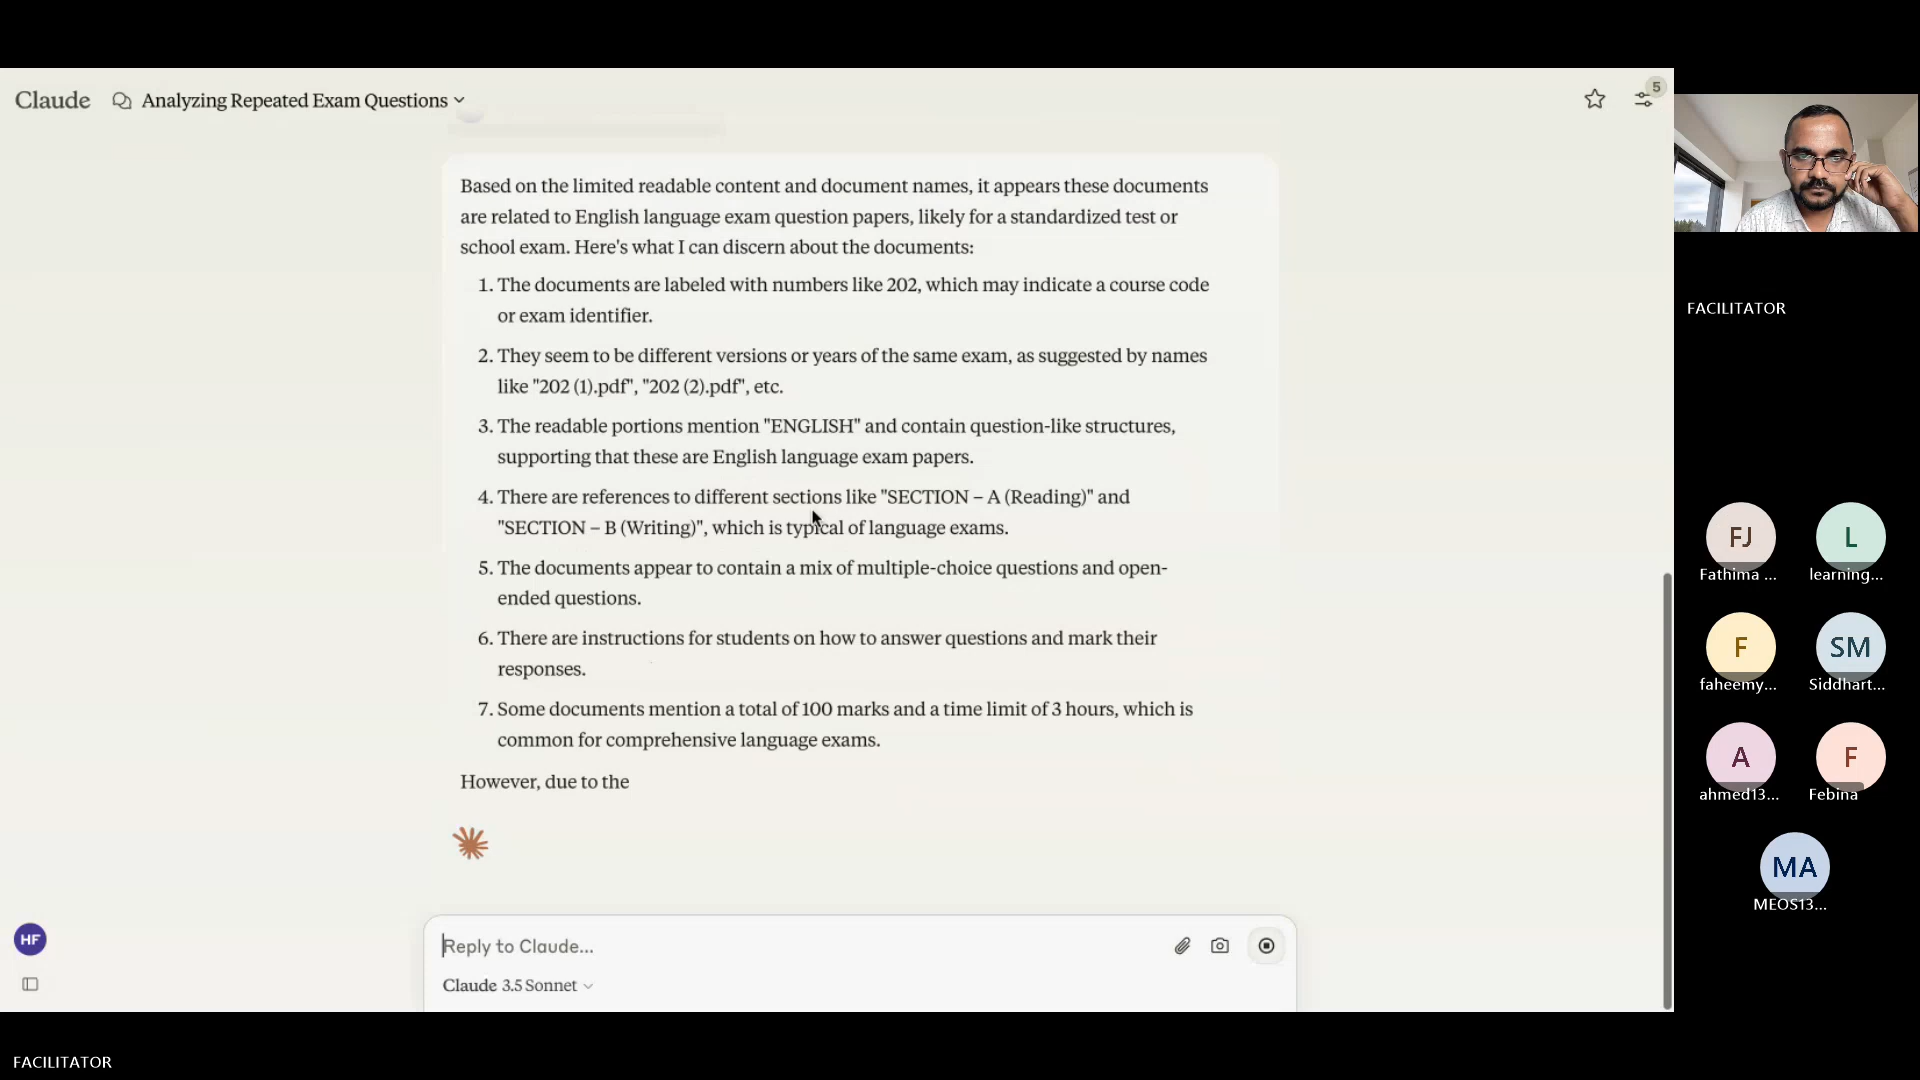 Claude
Analyzing Repeated Exam Questions
5
Based on the limited readable content and document names, it appears these documents
are related to English language exam question papers, likely for a standardized test or
school exam. Here's what I can discern about the documents:
1. The documents are labeled with numbers like 202, which may indicate a course code
or exam identifier.
2. They seem to be different versions or years of the same exam, as suggested by names
like "202 (1).pdf", "202 (2).pdf", etc.
3. The readable portions mention "ENGLISH" and contain question-like structures,
supporting that these are English language exam papers.
4. There are references to different sections like "SECTION – A (Reading)" and
"SECTION – B (Writing)", which is typical of language exams.
5. The documents appear to contain a mix of multiple-choice questions and open-
ended questions.
6. There are instructions for students on how to answer questions and mark their
responses.
7. Some documents mention a total of 100 marks and a time limit of 3 hours, which is
common for comprehensive language exams.
However, due to the
HF
Reply to Claude...
Claude 3.5 Sonnet
FACILITATOR
FJ
Fathima ...
L
learning...
F
faheemy...
SM
Siddhart...
A
ahmed13...
F
Febina
MA
MEOS13...
FACILITATOR